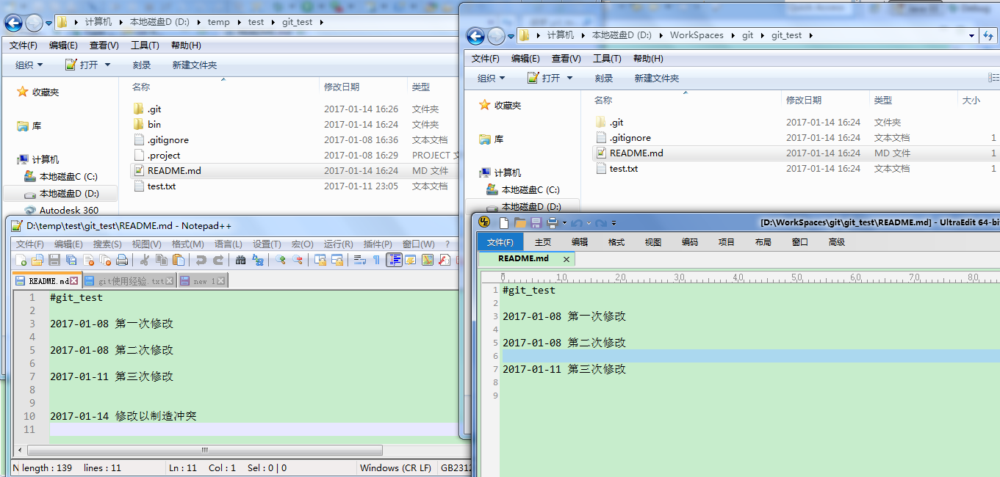 计算机 本地磁盘D (D:) temp test git_test
文件(F) 编辑(E) 查看(V) 工具(T) 帮助(H)
组织 打开 刻录 新建文件夹
收藏夹
库
计算机
本地磁盘C (C:)
本地磁盘D (D:)
Autodesk 360
名称 修改日期 类型
.git 2017-01-14 16:26 文件夹
bin 2017-01-14 16:24 文件夹
.gitignore 2017-01-08 16:36 文本文档
.project 2017-01-08 16:29 PROJECT 文
README.md 2017-01-14 16:24 MD 文件
test.txt 2017-01-11 23:05 文本文档
计算机 本地磁盘D (D:) WorkSpaces git git_test
文件(F) 编辑(E) 查看(V) 工具(T) 帮助(H)
组织 打开 刻录 新建文件夹
收藏夹
库
计算机
本地磁盘C (C:)
本地磁盘D (D:)
名称 修改日期 类型 大小
.git 2017-01-14 16:24 文件夹
.gitignore 2017-01-14 16:24 文本文档 1
README.md 2017-01-14 16:24 MD 文件 1
test.txt 2017-01-14 16:24 文本文档 1
D:\temp\test\git_test\README.md - Notepad++
文件(F) 编辑(E) 搜索(S) 视图(V) 格式(M) 语言(L) 设置(T) 宏(O) 运行(R) 插件(P) 窗口(W) ?
README.md git使用经验.txt new 1
1 #git_test
2
3 2017-01-08 第一次修改
4
5 2017-01-08 第二次修改
6
7 2017-01-11 第三次修改
8
9
10 2017-01-14 修改以制造冲突
11
N length : 139 lines : 11 Ln : 11 Col : 1 Sel : 0 | 0 Windows (CR LF) GB2312
[D:\WorkSpaces\git\git_test\README.md] - UltraEdit 64-bi
文件(F) 主页 编辑 格式 视图 编码 项目 布局 窗口 高级
README.md
0 10 20 30 40 50 60 70 80
1 #git_test
2
3 2017-01-08 第一次修改
4
5 2017-01-08 第二次修改
6
7 2017-01-11 第三次修改
8
9